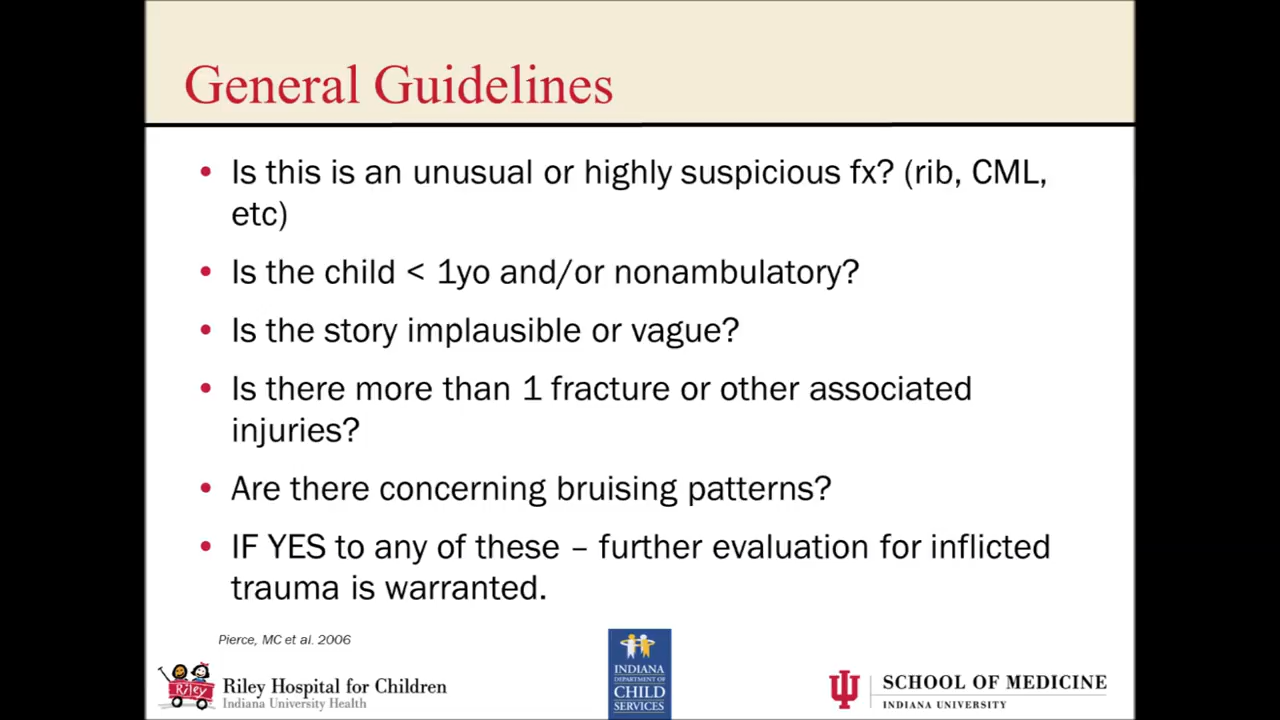 General Guidelines
• Is this is an unusual or highly suspicious fx? (rib, CML,
etc)
• Is the child < 1yo and/or nonambulatory?
• Is the story implausible or vague?
• Is there more than 1 fracture or other associated
injuries?
• Are there concerning bruising patterns?
• IF YES to any of these – further evaluation for inflicted
trauma is warranted.
Pierce, MC et al. 2006
Riley
Riley Hospital for Children
Indiana University Health
INDIANA
DEPARTMENT OF
CHILD
SERVICES
SCHOOL OF MEDICINE
INDIANA UNIVERSITY